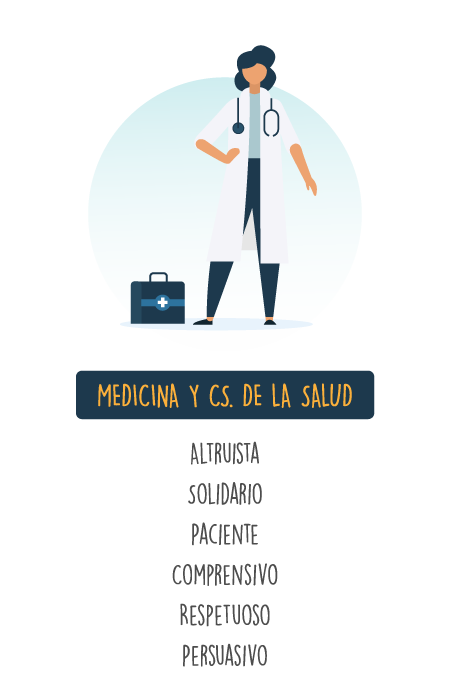 MEDICINA Y CS. DE LA SALUD
ALTRUISTA
SOLIDARIO
PACIENTE
COMPRENSIVO
RESPETUOSO
PERSUASIVO